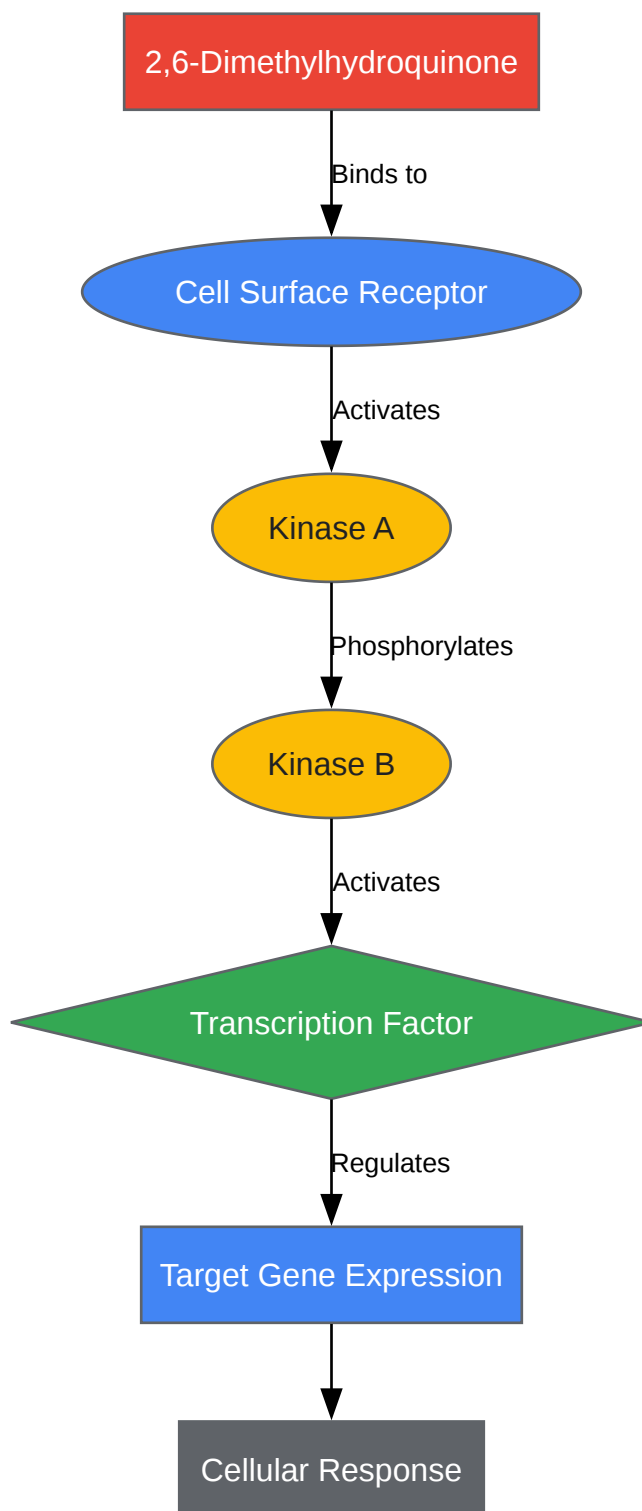 2,6-Dimethylhydroquinone
Binds to
Cell Surface Receptor
Activates
Kinase A
Phosphorylates
Kinase B
Activates
Transcription Factor
Regulates
Target Gene Expression
Cellular Response